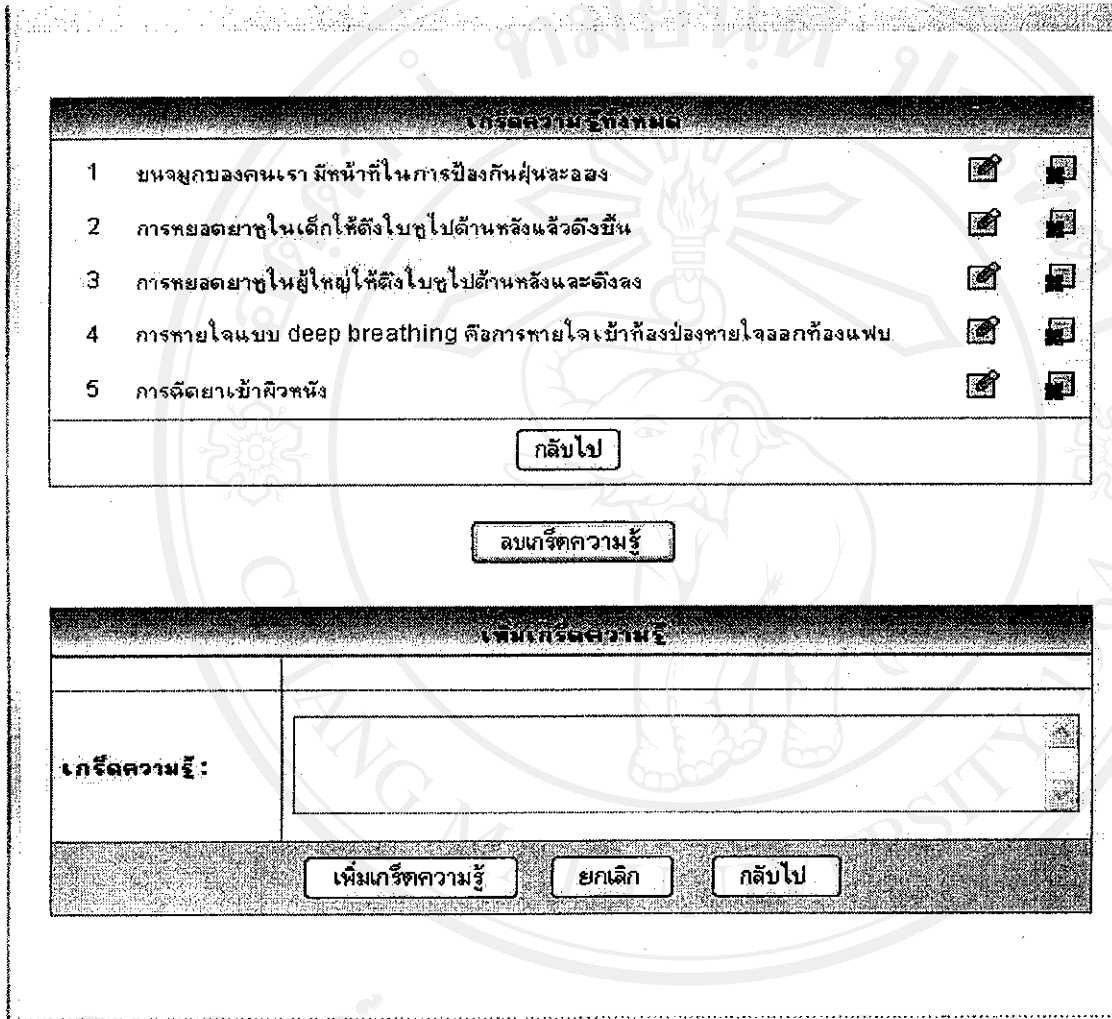 เกร็ดความรู้ทั้งหมด
1 ขนจมูกของคนเรา มีหน้าที่ในการป้องกันฝุ่นละออง
2 การหยอดยาหูในเด็กให้ดึงใบหูไปด้านหลังแล้วดึงขึ้น
3 การหยอดยาหูในผู้ใหญ่ให้ดึงใบหูไปด้านหลังและดึงลง
4 การหายใจแบบ deep breathing คือการหายใจเข้าท้องป่องหายใจออกท้องแฟบ
5 การฉีดยาเข้าผิวหนัง
กลับไป
ลบเกร็ดความรู้
เพิ่มเกร็ดความรู้
เกร็ดความรู้ :
เพิ่มเกร็ดความรู้ ยกเลิก กลับไป
CHIANG MAI UNIVERSITY